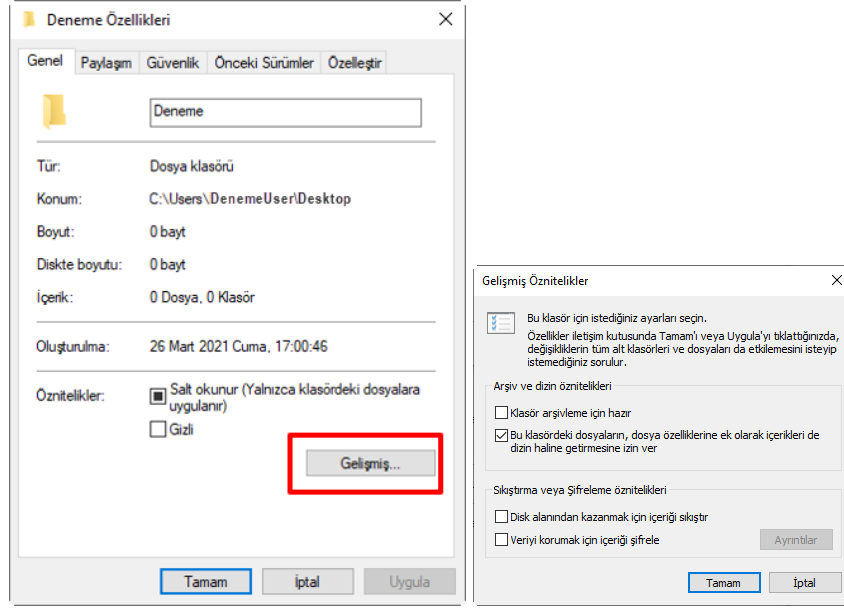 Deneme Özellikleri
Genel Paylaşım Güvenlik Önceki Sürümler Özelleştir
Deneme
Tür: Dosya klasörü
Konum: C:\Users\DenemeUser\Desktop
Boyut: 0 bayt
Diskte boyutu: 0 bayt
İçerik: 0 Dosya, 0 Klasör
Oluşturulma: 26 Mart 2021 Cuma, 17:00:46
Öznitelikler: Salt okunur (Yalnızca klasördeki dosyalara
uygulanır)
Gizli
Gelişmiş...
Tamam İptal Uygula
Gelişmiş Öznitelikler
Bu klasör için istediğiniz ayarları seçin.
Özellikler iletişim kutusunda Tamam'ı veya Uygula'yı tıklattığınızda,
değişikliklerin tüm alt klasörleri ve dosyaları da etkilemesini isteyip
istemediğiniz sorulur.
Arşiv ve dizin öznitelikleri
Klasör arşivleme için hazır
Bu klasördeki dosyaların, dosya özelliklerine ek olarak içerikleri de
dizin haline getirmesine izin ver
Sıkıştırma veya Şifreleme öznitelikleri
Disk alanından kazanmak için içeriği sıkıştır
Veriyi korumak için içeriği şifrele
Ayrıntılar
Tamam İptal